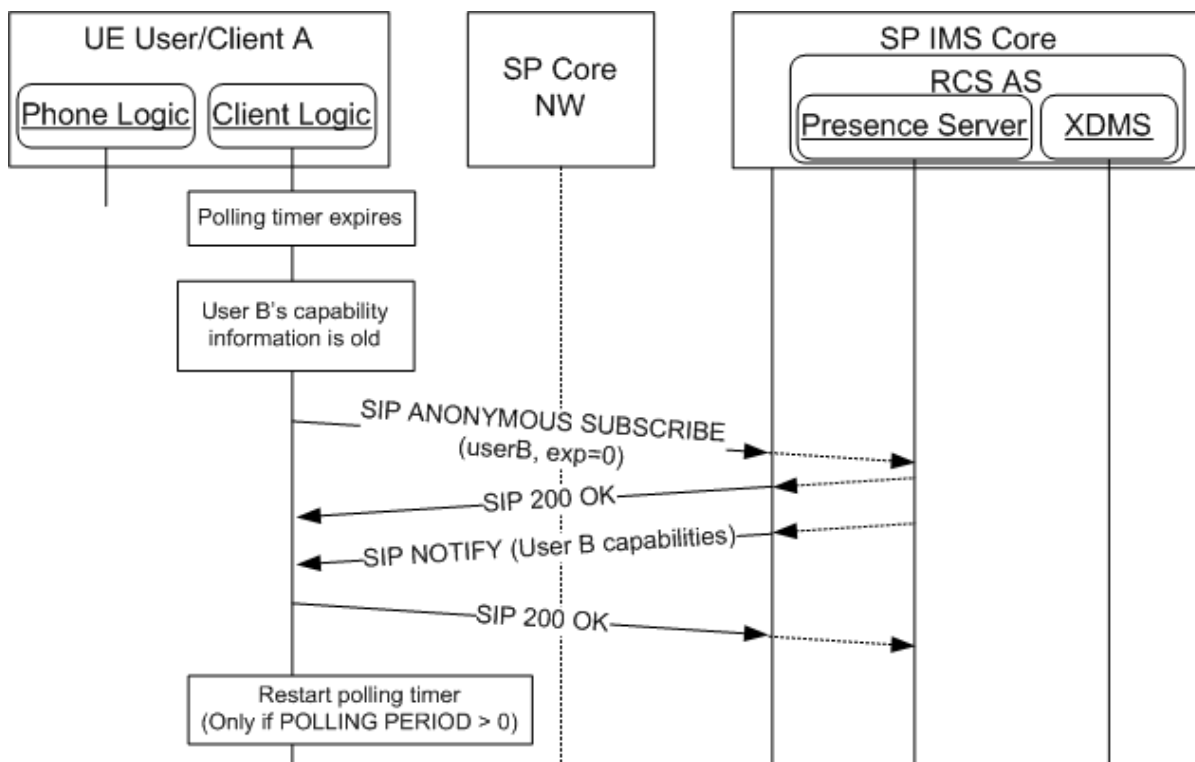 UE User/Client A
Phone Logic
Client Logic
SP Core
NW
SP IMS Core
RCS AS
Presence Server
XDMS
Polling timer expires
User B’s capability
information is old
SIP ANONYMOUS SUBSCRIBE
(userB, exp=0)
SIP 200 OK
SIP NOTIFY (User B capabilities)
SIP 200 OK
Restart polling timer
(Only if POLLING PERIOD > 0)